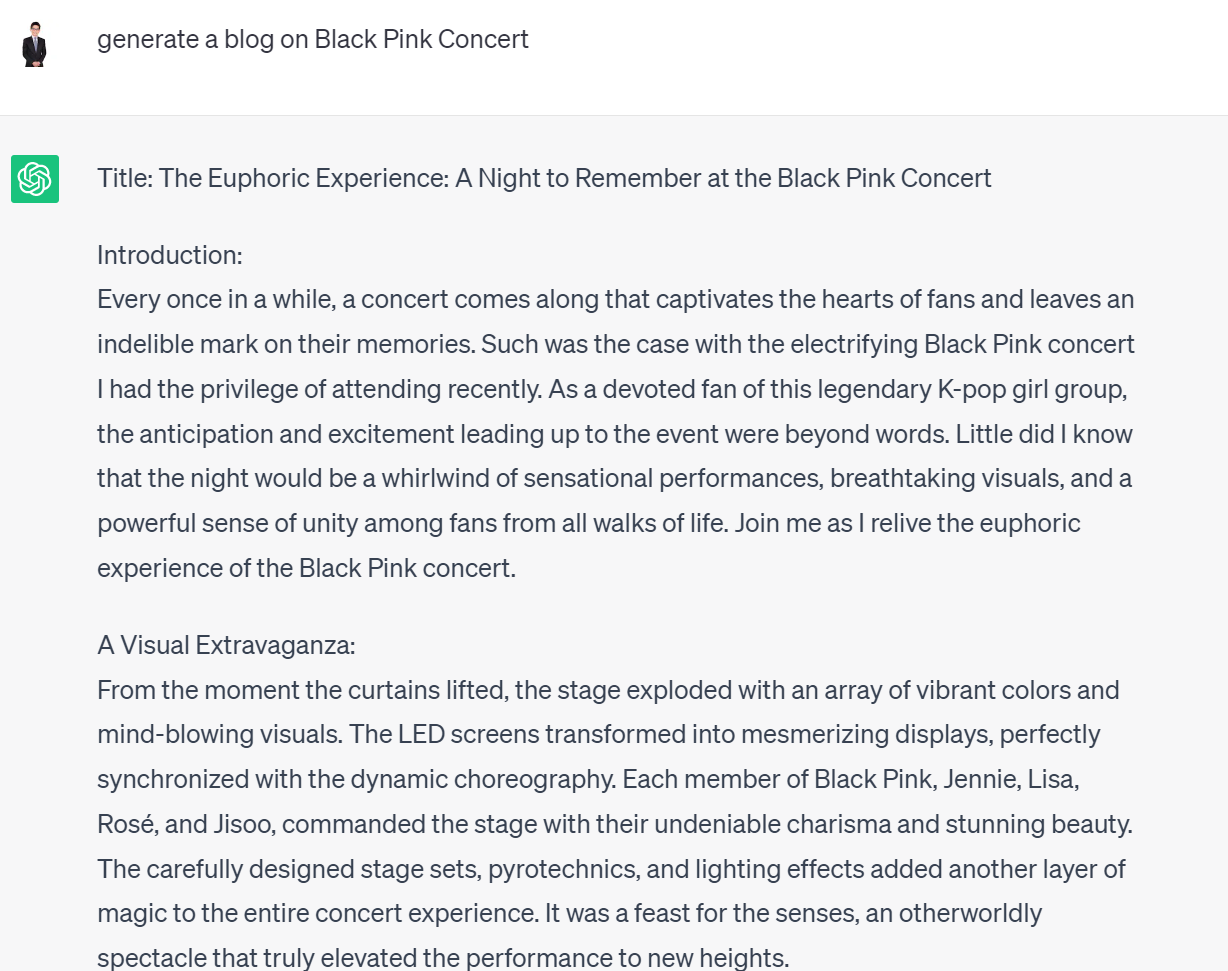 generate a blog on Black Pink Concert
Title: The Euphoric Experience: A Night to Remember at the Black Pink Concert
Introduction:
Every once in a while, a concert comes along that captivates the hearts of fans and leaves an
indelible mark on their memories. Such was the case with the electrifying Black Pink concert
I had the privilege of attending recently. As a devoted fan of this legendary K-pop girl group,
the anticipation and excitement leading up to the event were beyond words. Little did I know
that the night would be a whirlwind of sensational performances, breathtaking visuals, and a
powerful sense of unity among fans from all walks of life. Join me as I relive the euphoric
experience of the Black Pink concert.
A Visual Extravaganza:
From the moment the curtains lifted, the stage exploded with an array of vibrant colors and
mind-blowing visuals. The LED screens transformed into mesmerizing displays, perfectly
synchronized with the dynamic choreography. Each member of Black Pink, Jennie, Lisa,
Rosé, and Jisoo, commanded the stage with their undeniable charisma and stunning beauty.
The carefully designed stage sets, pyrotechnics, and lighting effects added another layer of
magic to the entire concert experience. It was a feast for the senses, an otherworldly
spectacle that truly elevated the performance to new heights.